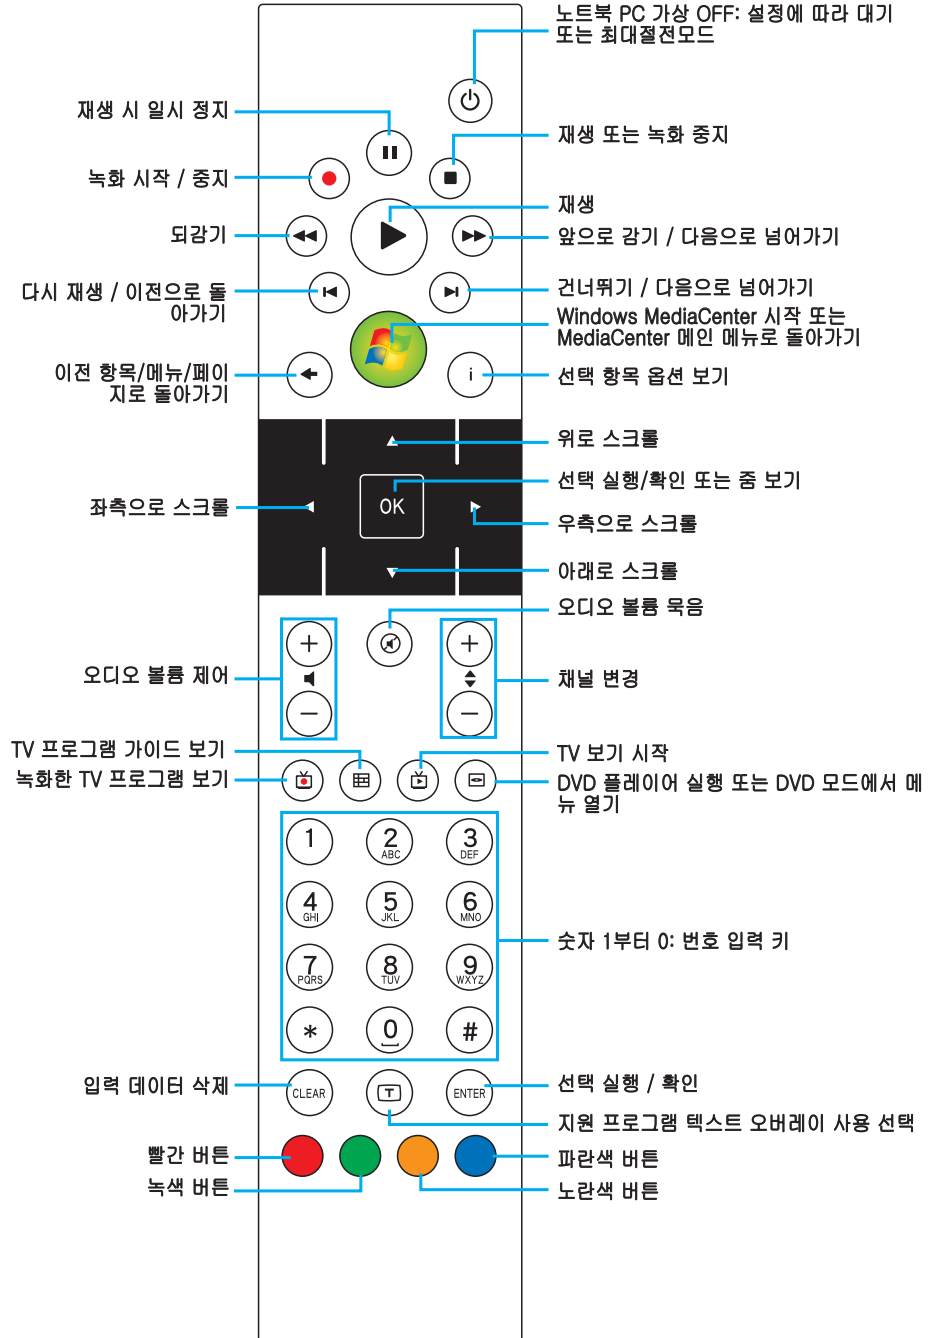 노트북 PC 가상 OFF: 설정에 따라 대기
또는 최대절전모드
재생 시 일시 정지
재생 또는 녹화 중지
녹화 시작 / 중지
재생
되감기
앞으로 감기 / 다음으로 넘어가기
다시 재생 / 이전으로 돌
아가기
건너뛰기 / 다음으로 넘어가기
Windows MediaCenter 시작 또는
MediaCenter 메인 메뉴로 돌아가기
이전 항목/메뉴/페이
지로 돌아가기
i
선택 항목 옵션 보기
위로 스크롤
선택 실행/확인 또는 줌 보기
OK
좌측으로 스크롤
우측으로 스크롤
아래로 스크롤
오디오 볼륨 묵음
오디오 볼륨 제어
채널 변경
TV 프로그램 가이드 보기
TV 보기 시작
녹화한 TV 프로그램 보기
DVD 플레이어 실행 또는 DVD 모드에서 메
뉴 열기
1
2
ABC
3
DEF
4
GHI
5
JKL
6
MNO
숫자 1부터 0: 번호 입력 키
7
PQRS
8
TUV
9
WXYZ
*
0
#
입력 데이터 삭제
CLEAR
T
ENTER
선택 실행 / 확인
지원 프로그램 텍스트 오버레이 사용 선택
빨간 버튼
파란색 버튼
녹색 버튼
노란색 버튼